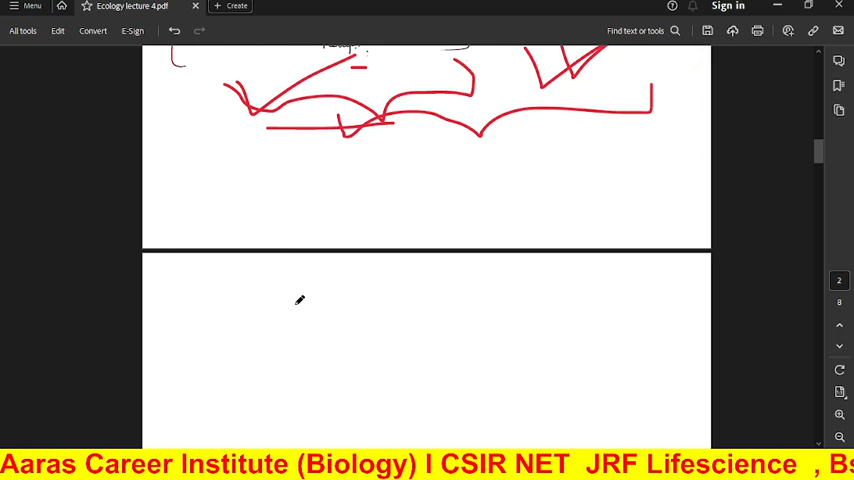 Menu Ecology lecture 4.pdf Create Sign in
All tools Edit Convert E-Sign Find text or tools
2
8
Aaras Career Institute (Biology) I CSIR NET JRF Lifescience , Bs